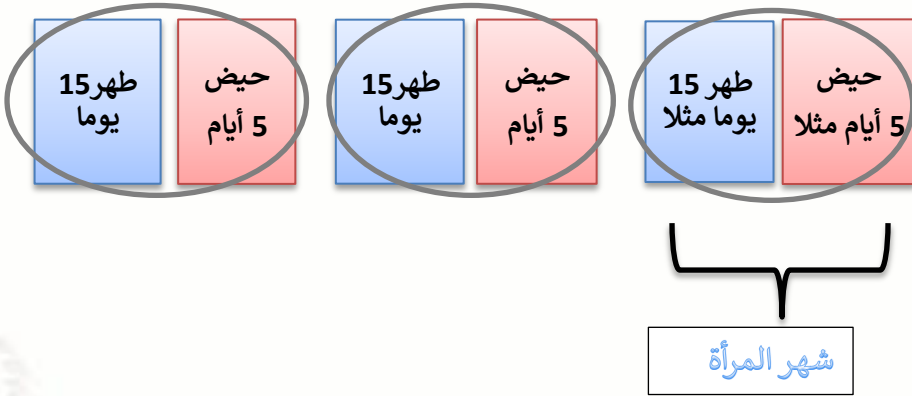 حيض
5 أيام مثلا
طهر 15
يوما مثلا
حيض
5 أيام
طهر15
يوما
حيض
5 أيام
طهر15
يوما
شهر المرأة